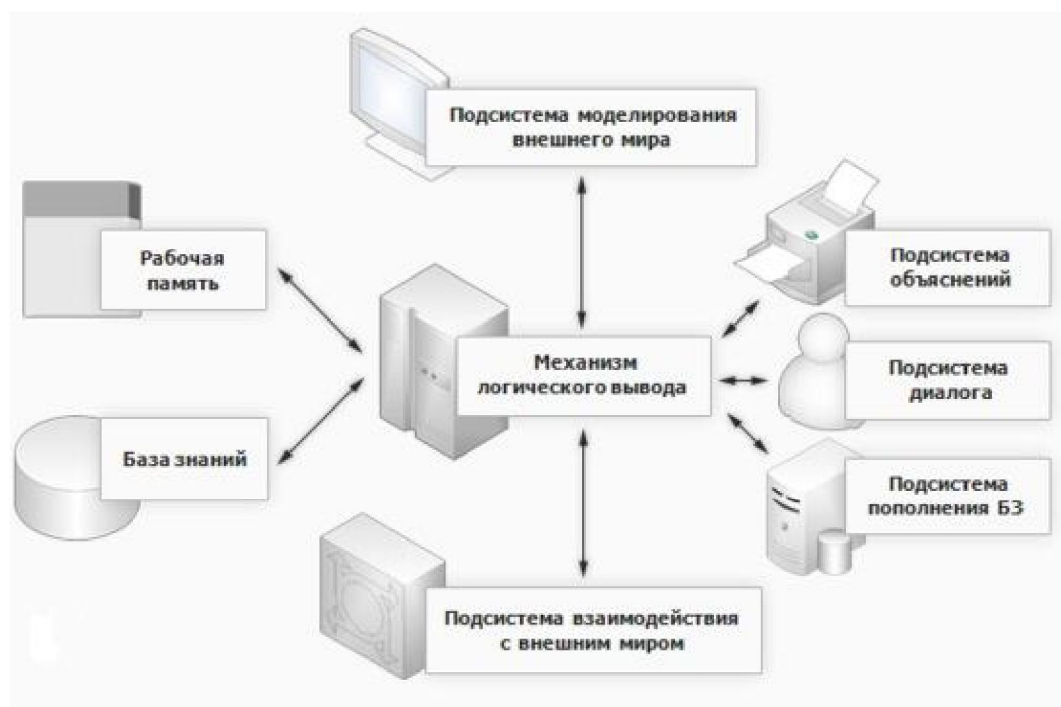 Подсистема моделирования
внешнего мира
Рабочая
память
Подсистема
объяснений
Механизм
логического вывода
Подсистема
диалога
База знаний
Подсистема
пополнения БЗ
Подсистема взаимодействия
с внешним миром